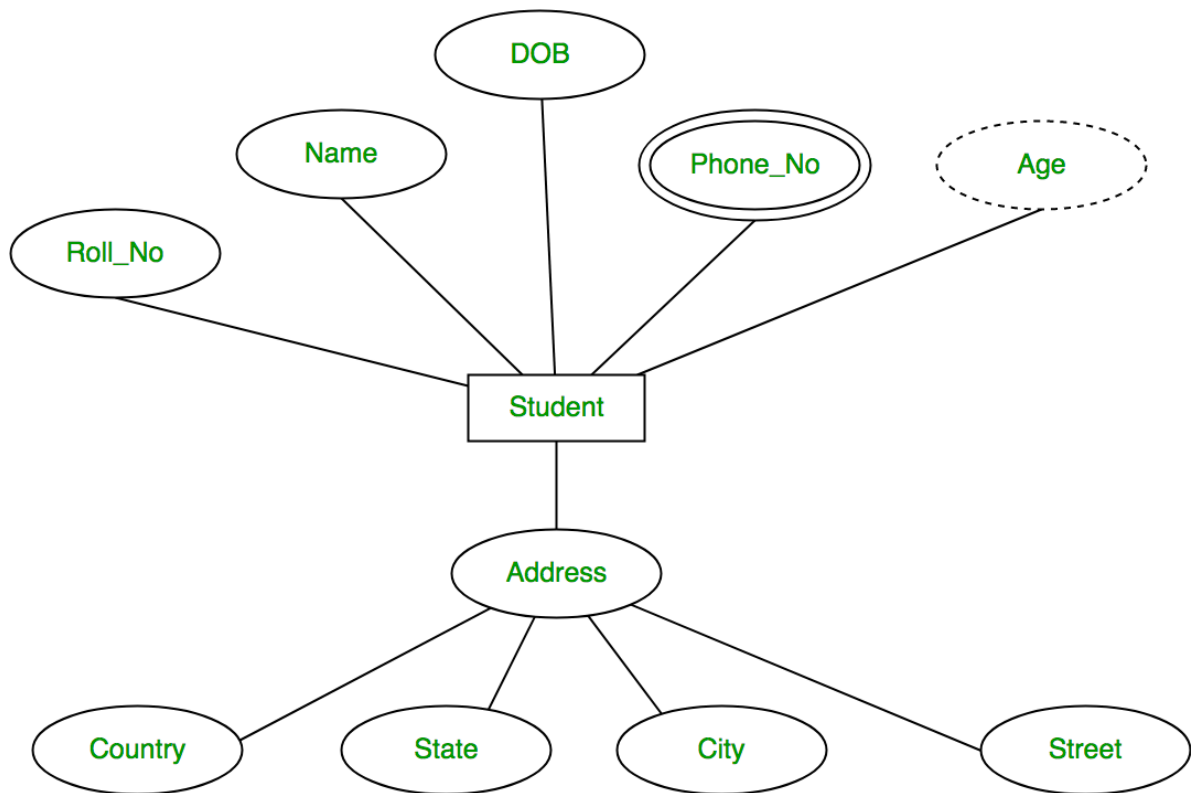 DOB
Name
Phone_No
Age
Roll_No
Student
Address
Country
State
City
Street